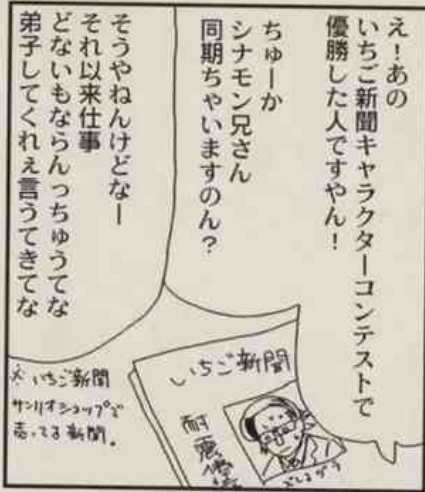 え!あの
いちご新聞キャラクターコンテストで
優勝した人ですやん!
ちゅーか
シナモン兄さん
同期ちゃいますのん?
そうやねんけどなー
それ以来仕事
どないもならんっちゅうてな
弟子してくれぇ言うてきてな
いちご新聞
耐震偽装
※いちご新聞
サンリオショップで
売ってる新聞。